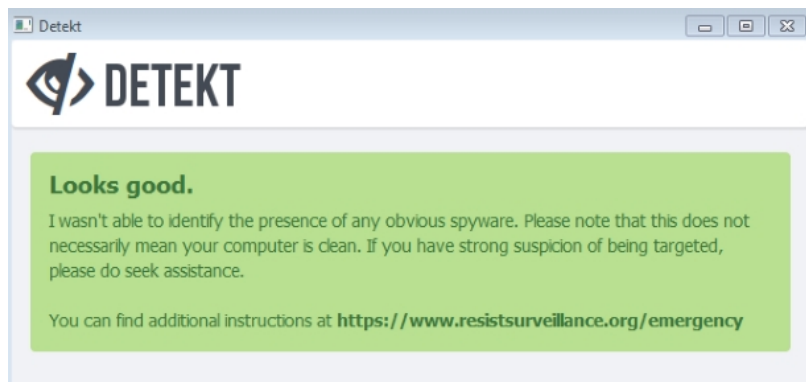 Detekt
DETEKT
Looks good.
I wasn't able to identify the presence of any obvious spyware. Please note that this does not
necessarily mean your computer is clean. If you have strong suspicion of being targeted,
please do seek assistance.
You can find additional instructions at https://www.resistsurveillance.org/emergency